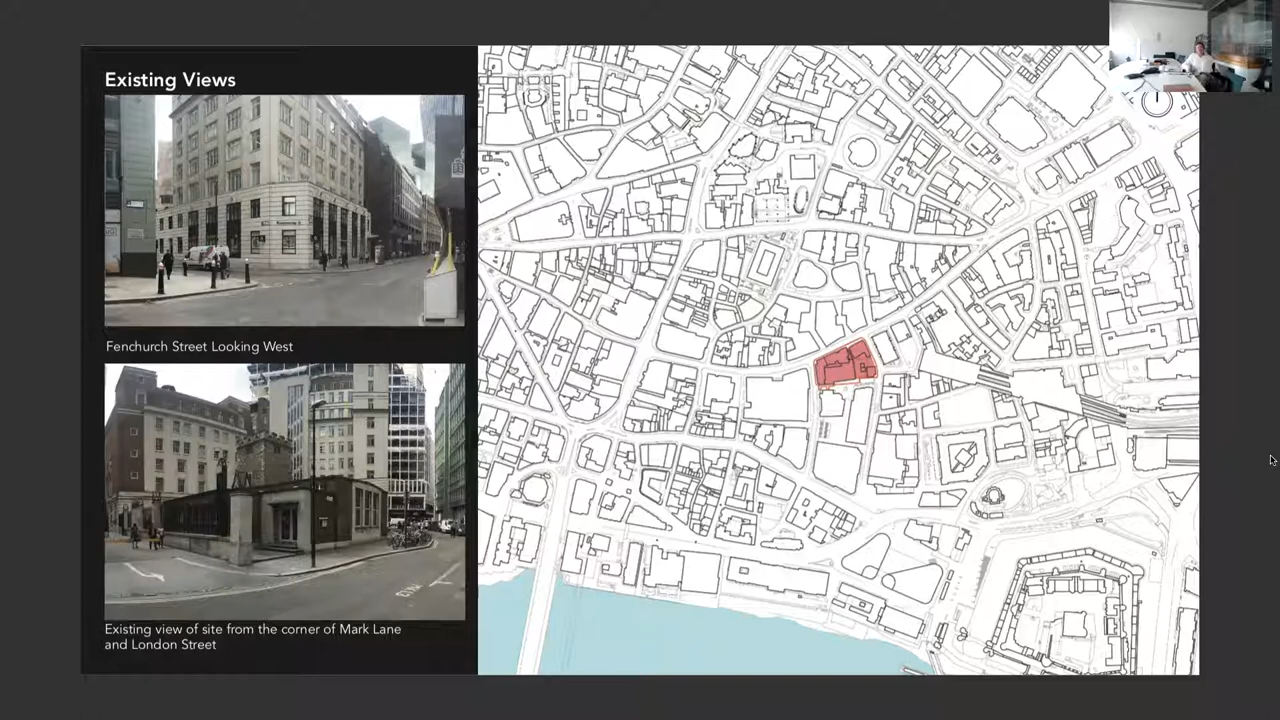 Existing Views
Fenchurch Street Looking West
Existing view of site from the corner of Mark Lane
and London Street